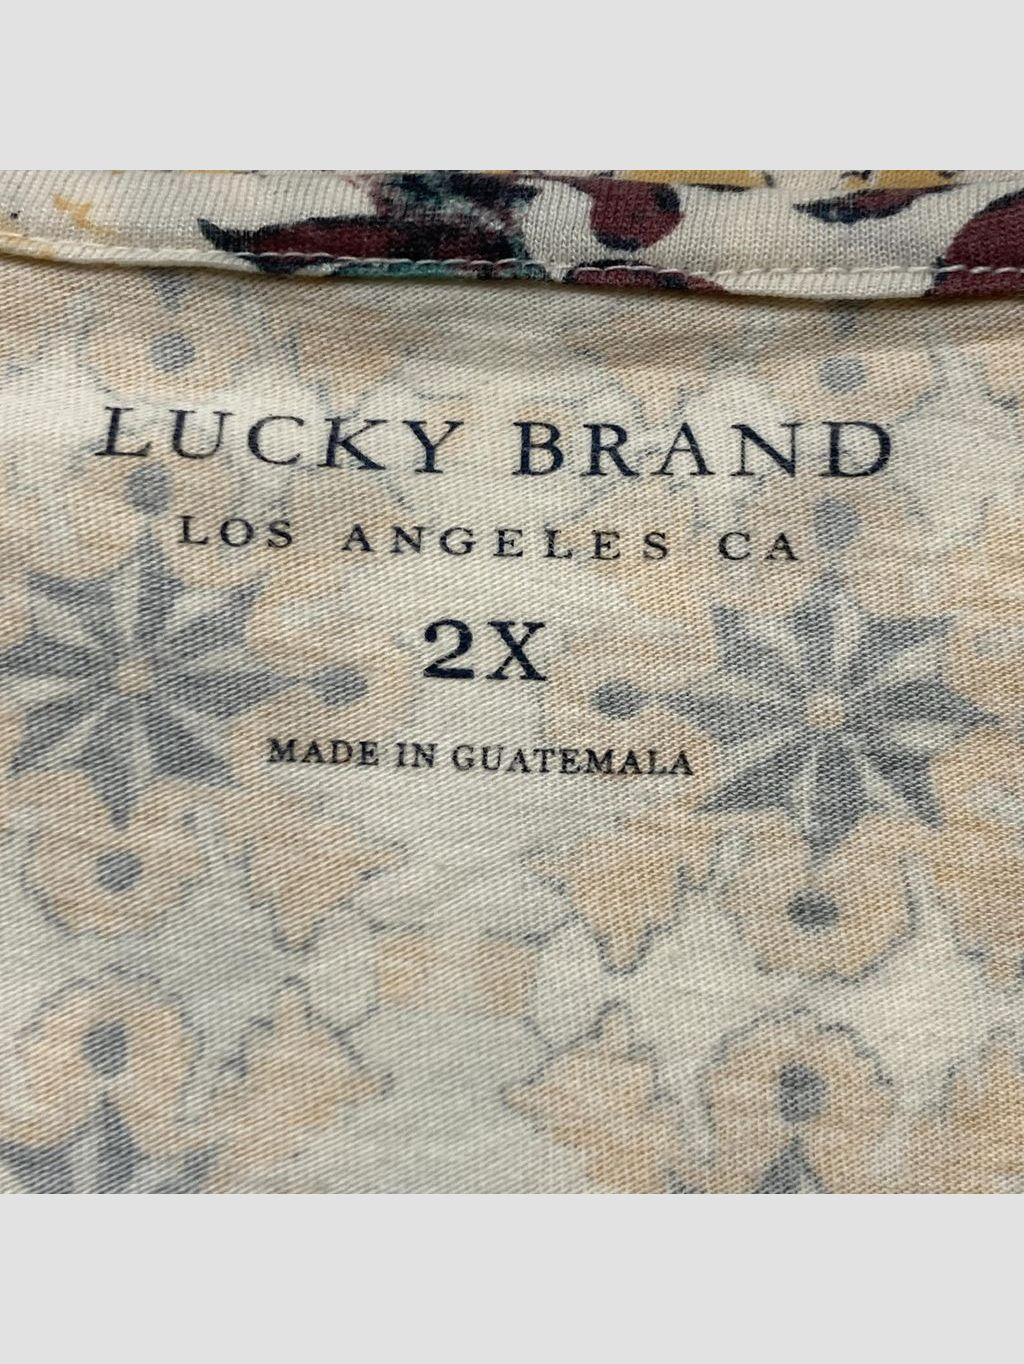 LUCKY BRAND
LOS ANGELES CA
2X
MADE IN GUATEMALA